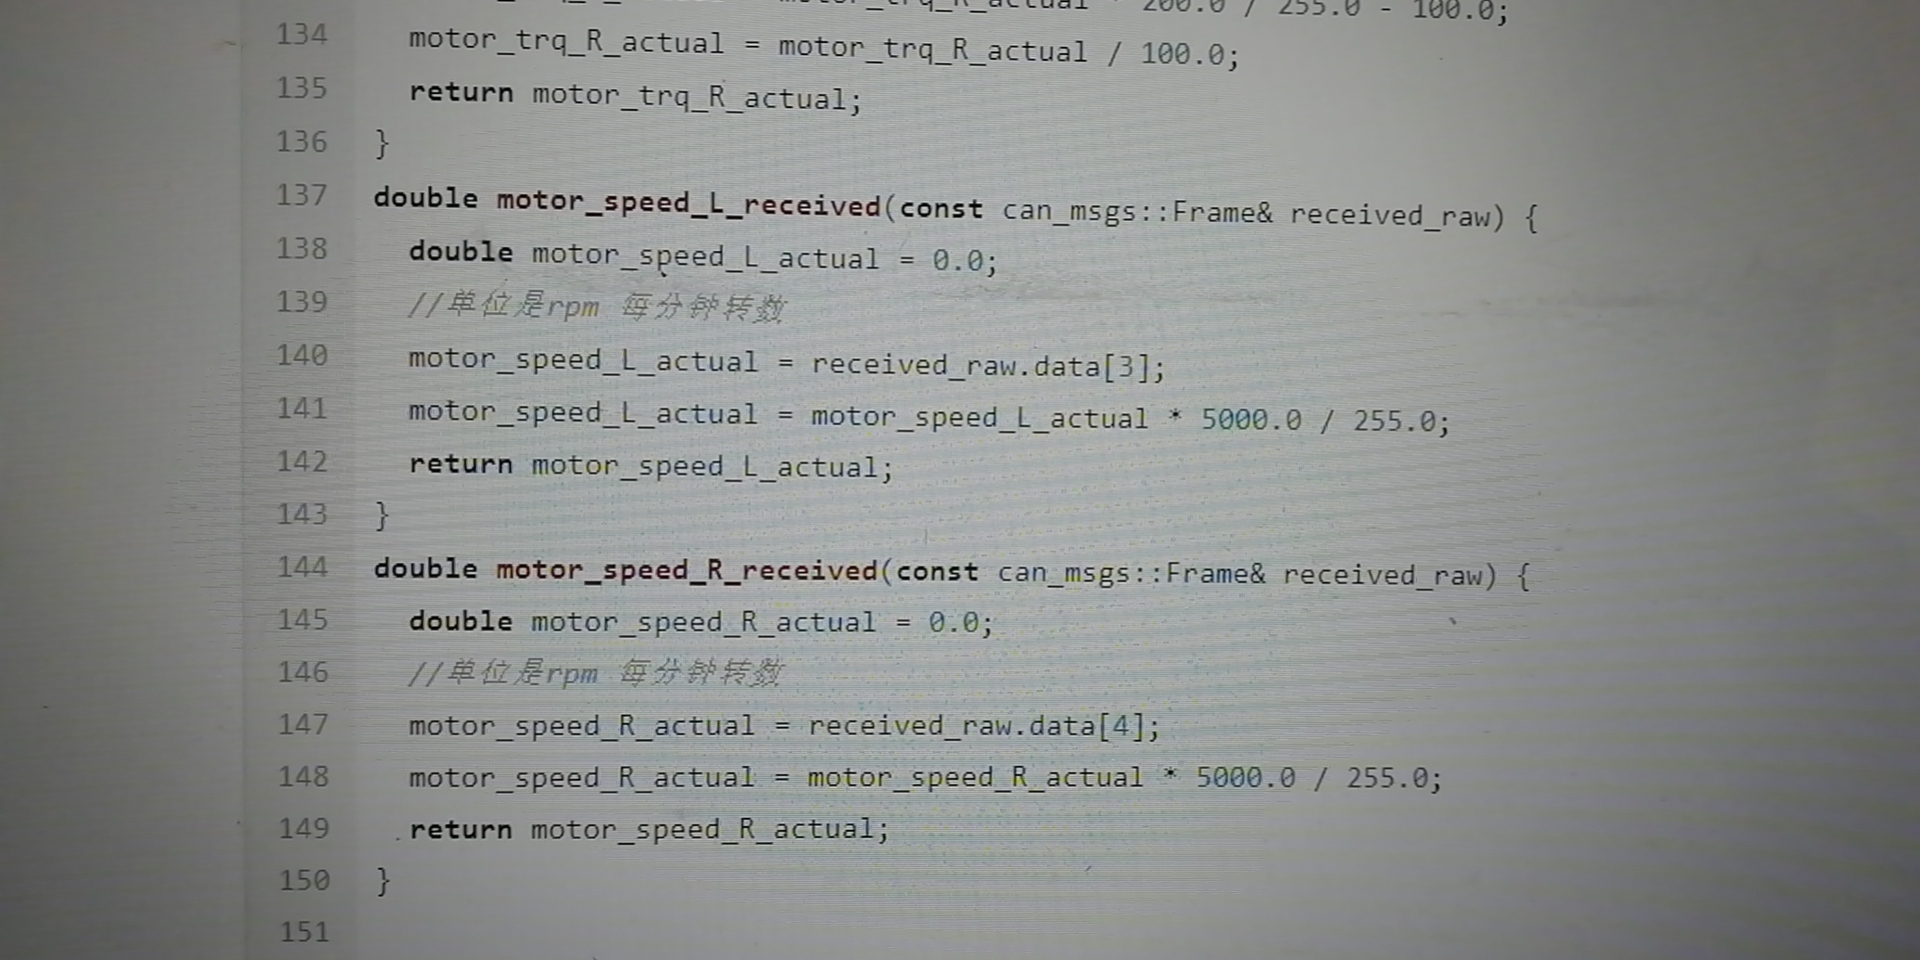 motor_trq_R_actual * 200.0 / 255.0 - 100.0;
134 motor_trq_R_actual = motor_trq_R_actual / 100.0;
135 return motor_trq_R_actual;
136 }
137 double motor_speed_L_received(const can_msgs::Frame& received_raw) {
138 double motor_speed_L_actual = 0.0;
139 //单位是rpm 每分钟转数
140 motor_speed_L_actual = received_raw.data[3];
141 motor_speed_L_actual = motor_speed_L_actual * 5000.0 / 255.0;
142 return motor_speed_L_actual;
143 }
144 double motor_speed_R_received(const can_msgs::Frame& received_raw) {
145 double motor_speed_R_actual = 0.0;
146 //单位是rpm 每分钟转数
147 motor_speed_R_actual = received_raw.data[4];
148 motor_speed_R_actual = motor_speed_R_actual * 5000.0 / 255.0;
149 return motor_speed_R_actual;
150 }
151